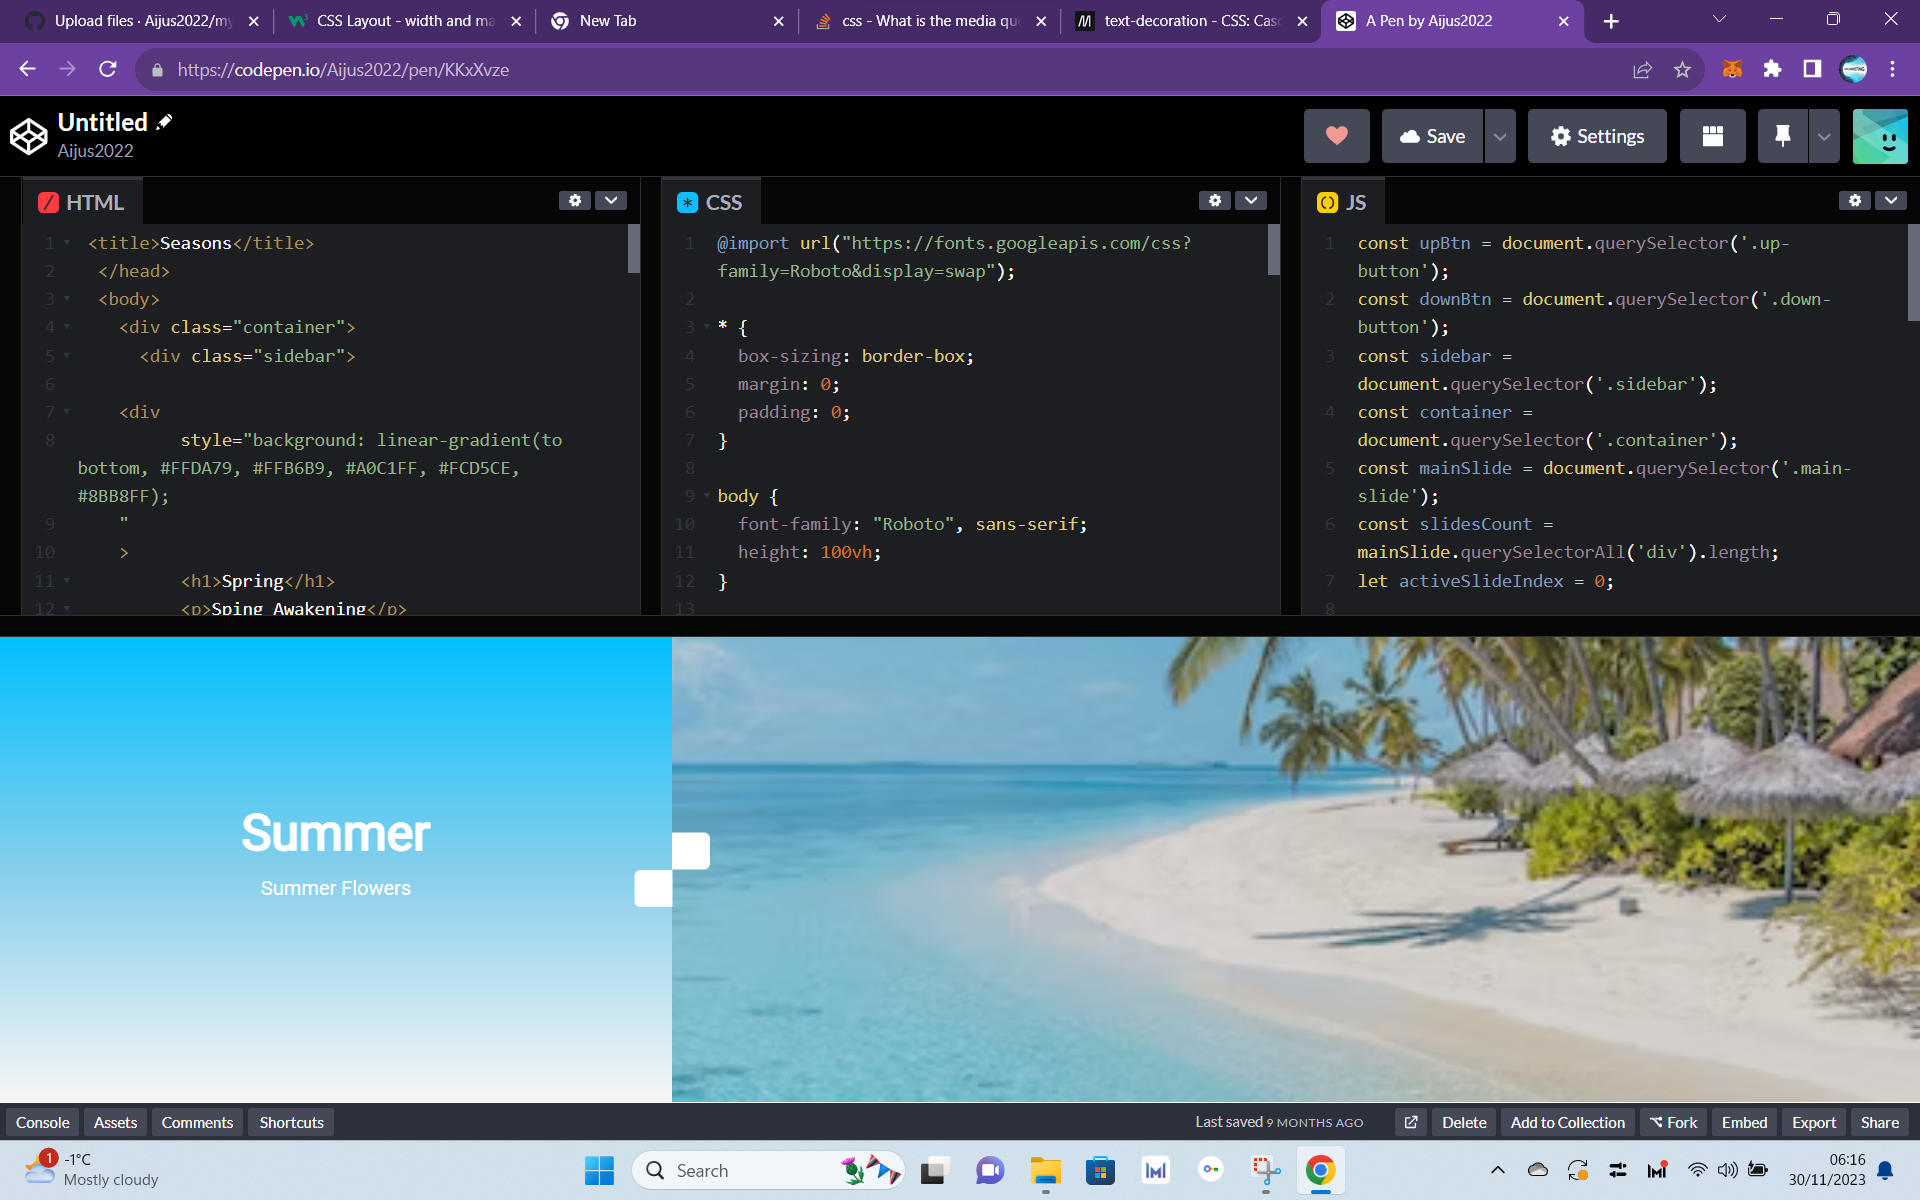 Upload files · Aijus2022/my
CSS Layout - width and ma
New Tab
css - What is the media qu
text-decoration - CSS: Casc
A Pen by Aijus2022
https://codepen.io/Aijus2022/pen/KKxXvze
Untitled
Aijus2022
Save
Settings
HTML
1 <title>Seasons</title>
2 </head>
3 <body>
4 <div class="container">
5 <div class="sidebar">
6
7 <div
8 style="background: linear-gradient(to
bottom, #FFDA79, #FFB6B9, #A0C1FF, #FCD5CE,
#8BB8FF);
9 "
10 >
11 <h1>Spring</h1>
12 <p>Sping Awakening</p>
CSS
1 @import url("https://fonts.googleapis.com/css?
family=Roboto&display=swap");
2
3 * {
4 box-sizing: border-box;
5 margin: 0;
6 padding: 0;
7 }
8
9 body {
10 font-family: "Roboto", sans-serif;
11 height: 100vh;
12 }
13
JS
1 const upBtn = document.querySelector('.up-
button');
2 const downBtn = document.querySelector('.down-
button');
3 const sidebar =
document.querySelector('.sidebar');
4 const container =
document.querySelector('.container');
5 const mainSlide = document.querySelector('.main-
slide');
6 const slidesCount =
mainSlide.querySelectorAll('div').length;
7 let activeSlideIndex = 0;
8
Summer
Summer Flowers
Console
Assets
Comments
Shortcuts
Last saved 9 MONTHS AGO
Delete
Add to Collection
Fork
Embed
Export
Share
1
-1°C
Mostly cloudy
Search
06:16
30/11/2023